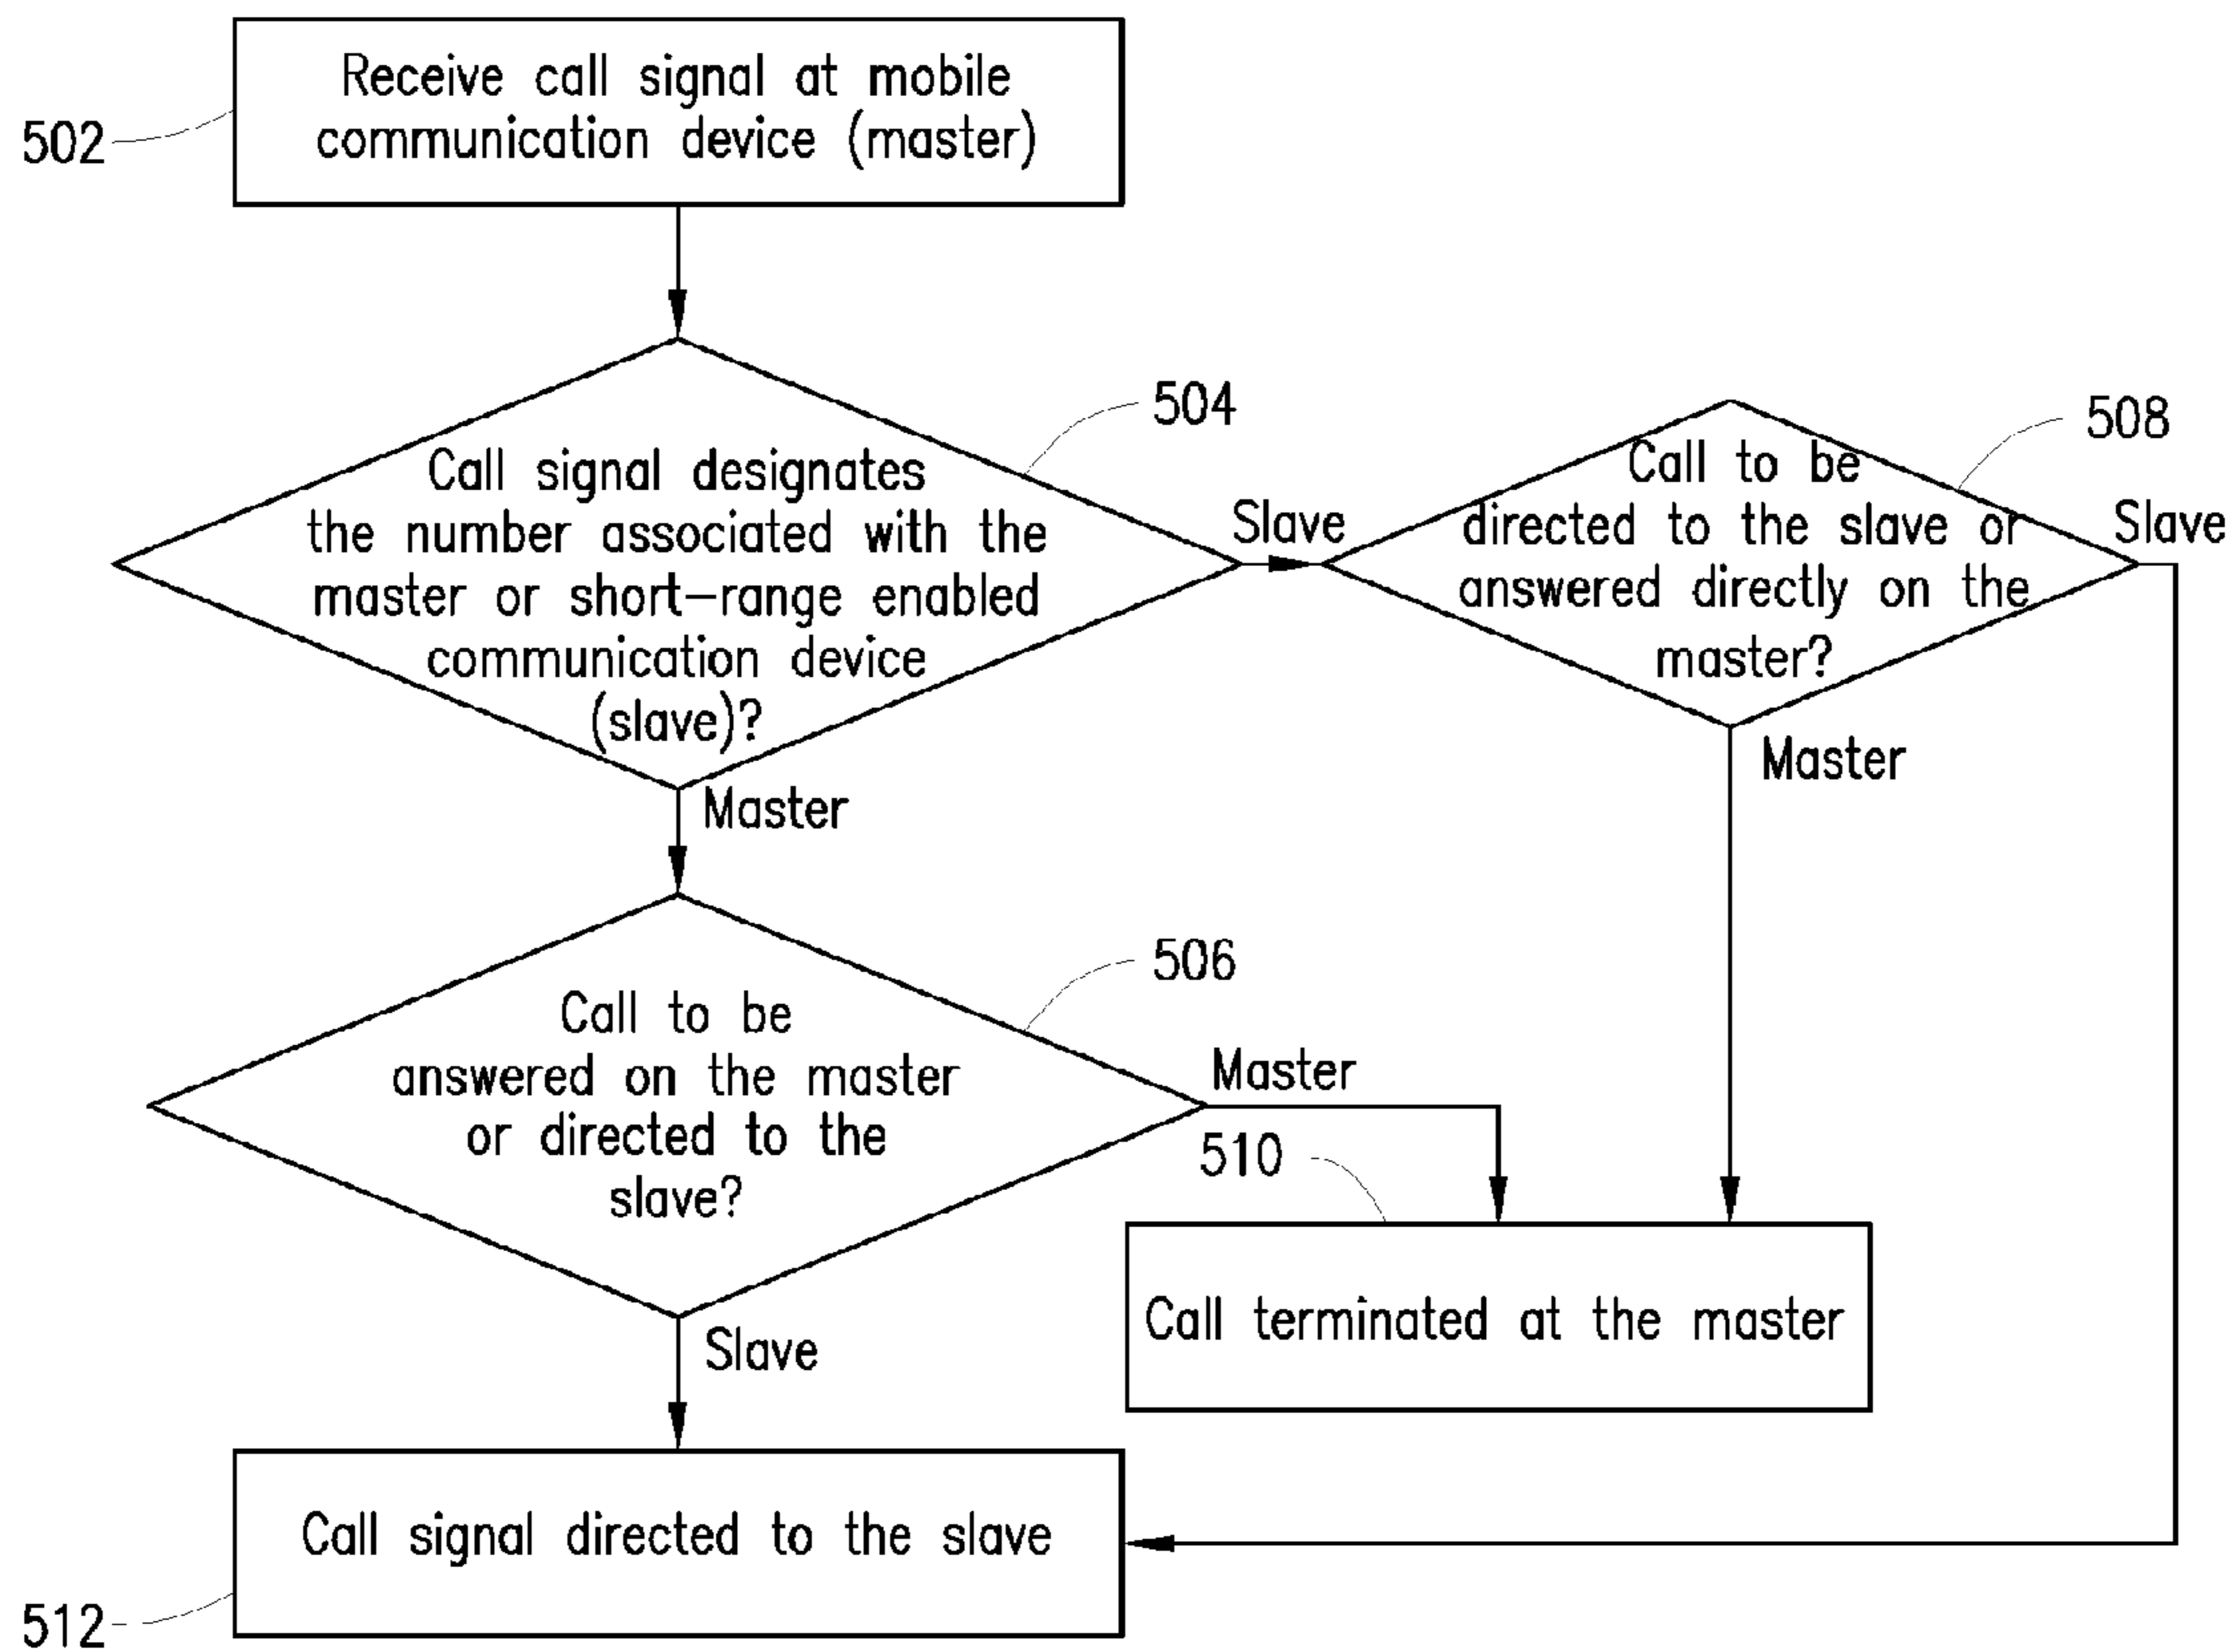 Receive call signal at mobile
communication device (master)
502
504
Call signal designates
the number associated with the
master or short-range enabled
communication device
(slave)?
Slave
508
Call to be
directed to the slave or
answered directly on the
master?
Slave
Master
Master
506
Call to be
answered on the master
or directed to the
slave?
Master
510
Call terminated at the master
Slave
Call signal directed to the slave
512